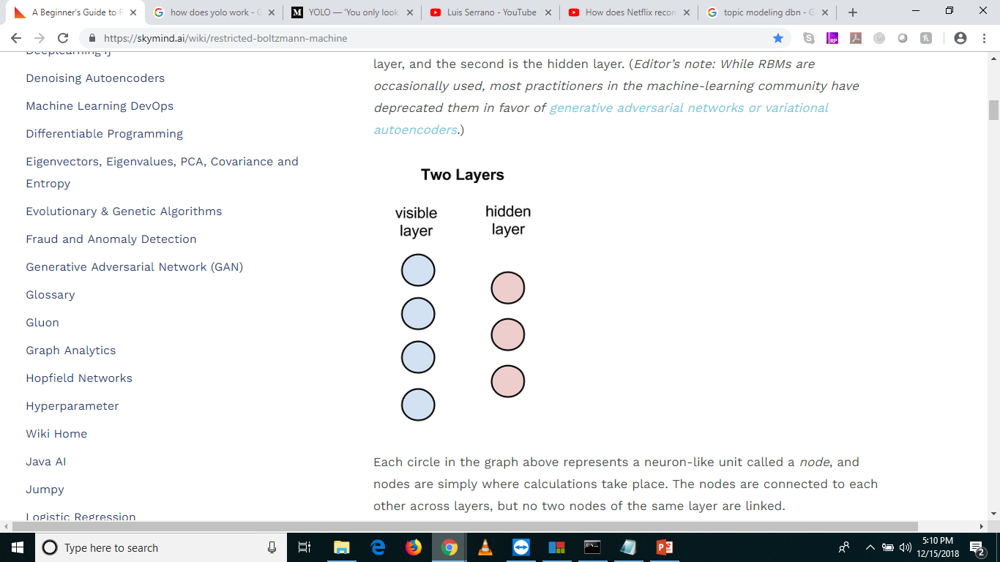 A Beginner's Guide to R
how does yolo work - G
YOLO — 'You only look
Luis Serrano - YouTube
How does Netflix recom
topic modeling dbn - G
https://skymind.ai/wiki/restricted-boltzmann-machine
Deeplearning4j
Denoising Autoencoders
Machine Learning DevOps
Differentiable Programming
Eigenvectors, Eigenvalues, PCA, Covariance and
Entropy
Evolutionary & Genetic Algorithms
Fraud and Anomaly Detection
Generative Adversarial Network (GAN)
Glossary
Gluon
Graph Analytics
Hopfield Networks
Hyperparameter
Wiki Home
Java AI
Jumpy
Logistic Regression
layer, and the second is the hidden layer. (Editor's note: While RBMs are
occasionally used, most practitioners in the machine-learning community have
deprecated them in favor of generative adversarial networks or variational
autoencoders.)
Two Layers
visible
layer
hidden
layer
Each circle in the graph above represents a neuron-like unit called a node, and
nodes are simply where calculations take place. The nodes are connected to each
other across layers, but no two nodes of the same layer are linked.
Type here to search
5:10 PM
12/15/2018
2